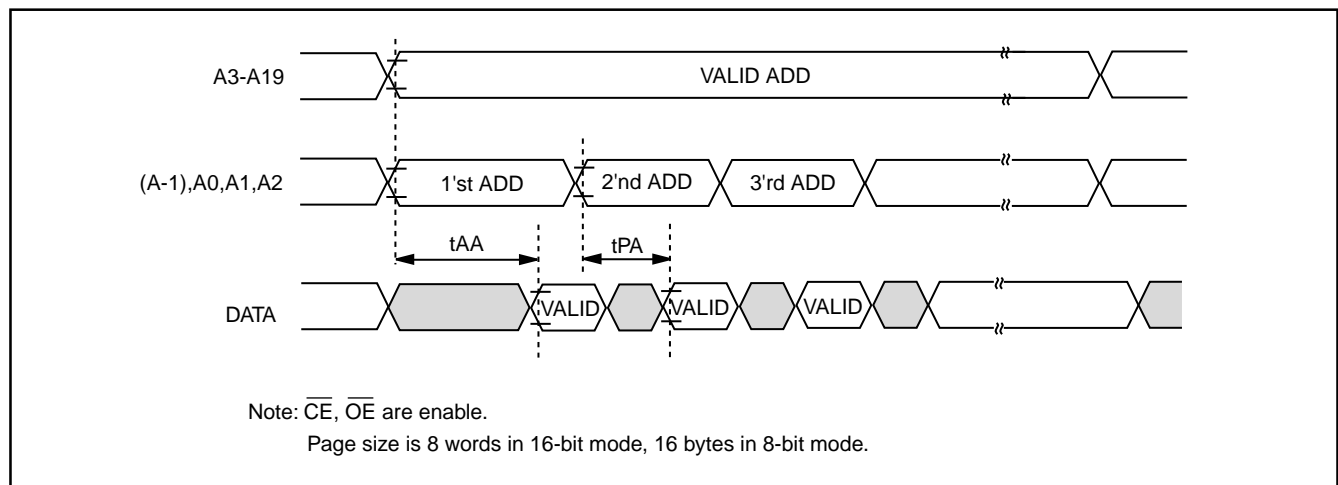 A3-A19
VALID ADD
(A-1),A0,A1,A2
1'st ADD
2'nd ADD
3'rd ADD
tAA
tPA
DATA
VALID
VALID
VALID
Note: C̅E̅, O̅E̅ are enable.
Page size is 8 words in 16-bit mode, 16 bytes in 8-bit mode.